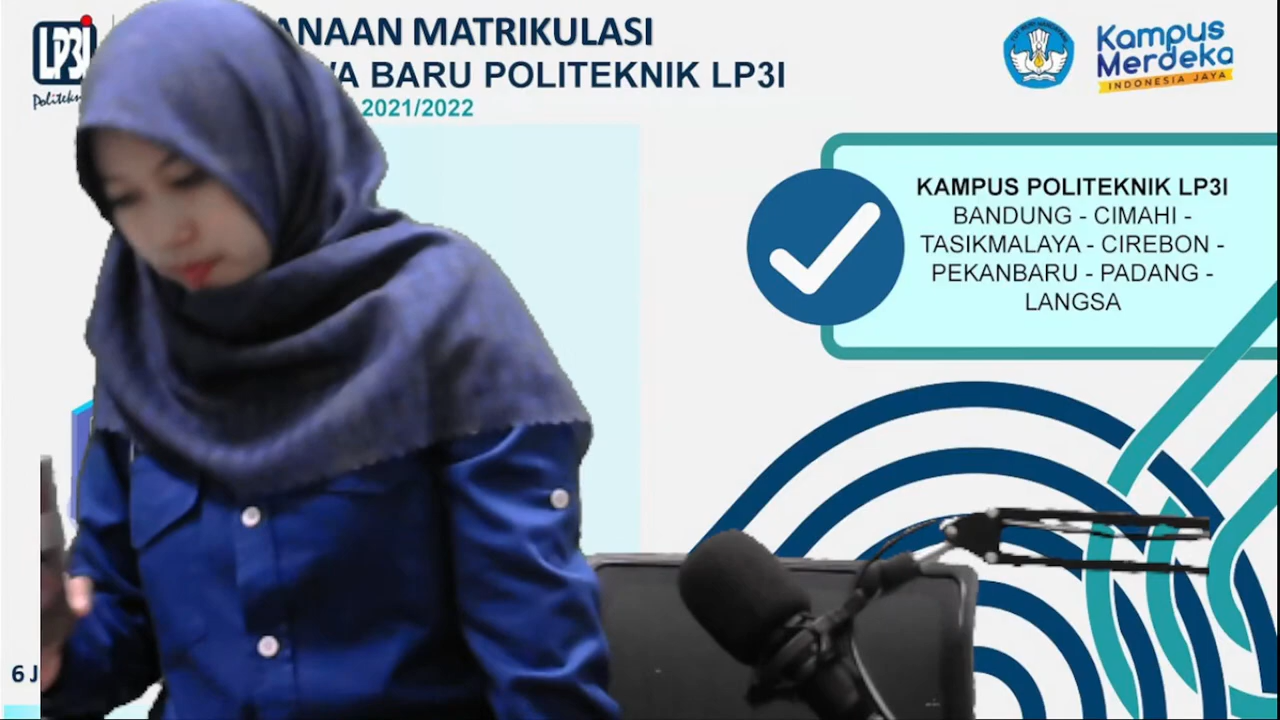 LP3I
ANAAN MATRIKULASI
A BARU POLITEKNIK LP3I
2021/2022
Kampus
Merdeka
INDONESIA JAYA
KAMPUS POLITEKNIK LP3I
BANDUNG - CIMAHI -
TASIKMALAYA - CIREBON -
PEKANBARU - PADANG -
LANGSA
6 J